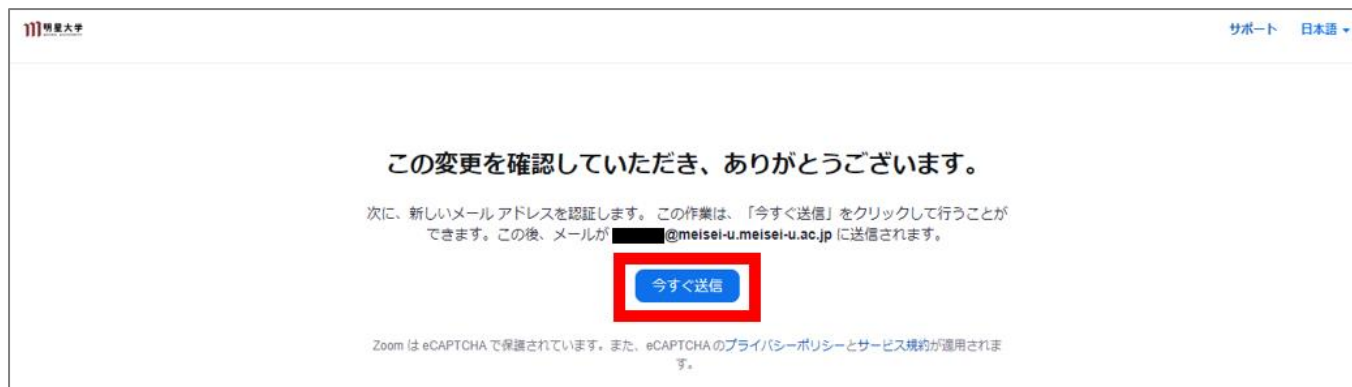 明星大学
サポート 日本語
この変更を確認していただき、ありがとうございます。
次に、新しいメール アドレスを認証します。 この作業は、「今すぐ送信」をクリックして行うことが
できます。この後、メールが @meisei-u.meisei-u.ac.jp に送信されます。
今すぐ送信
Zoom は eCAPTCHA で保護されています。また、eCAPTCHA のプライバシーポリシーとサービス規約が適用されま
す。